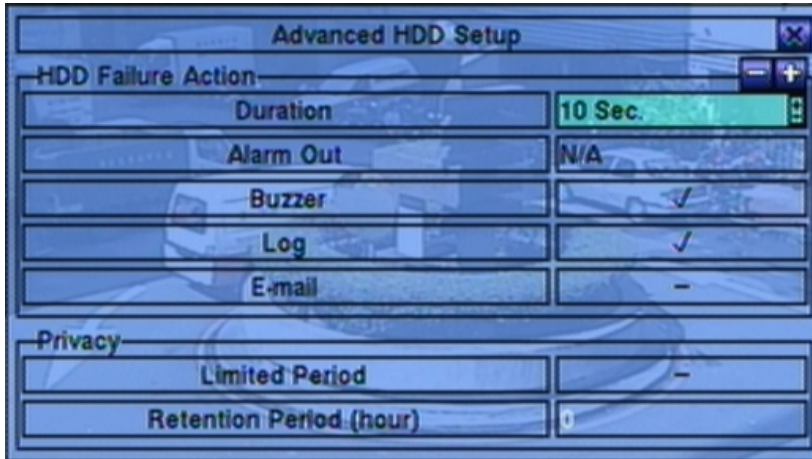 Advanced HDD Setup
HDD Failure Action
Duration 10 Sec.
Alarm Out N/A
Buzzer ✓
Log ✓
E-mail –
Privacy
Limited Period –
Retention Period (hour) 0